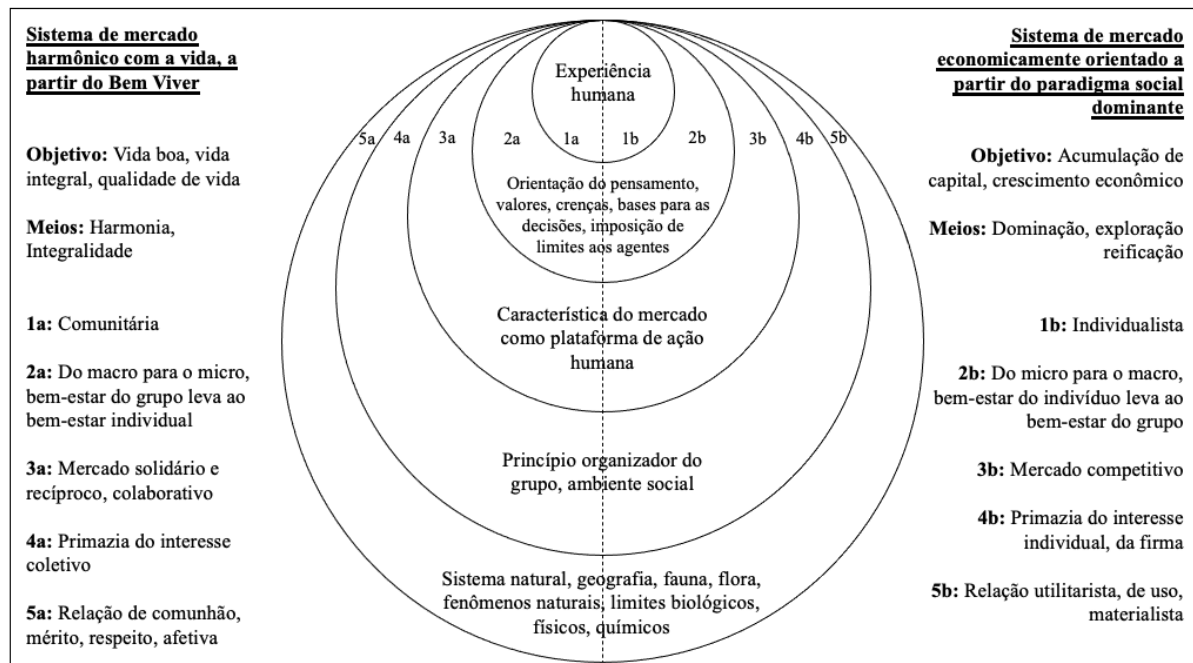 Sistema de mercado
harmônico com a vida, a
partir do Bem Viver
Objetivo: Vida boa, vida
integral, qualidade de vida
Meios: Harmonia,
Integralidade
1a: Comunitária
2a: Do macro para o micro,
bem-estar do grupo leva ao
bem-estar individual
3a: Mercado solidário e
recíproco, colaborativo
4a: Primazia do interesse
coletivo
5a: Relação de comunhão,
mérito, respeito, afetiva
Experiência
humana
5a 4a 3a 2a 1a 1b 2b 3b 4b 5b
Orientação do pensamento,
valores, crenças, bases para as
decisões, imposição de
limites aos agentes
Característica do mercado
como plataforma de ação
humana
Princípio organizador do
grupo, ambiente social
Sistema natural, geografia, fauna, flora,
fenômenos naturais, limites biológicos,
físicos, químicos
Sistema de mercado
economicamente orientado a
partir do paradigma social
dominante
Objetivo: Acumulação de
capital, crescimento econômico
Meios: Dominação, exploração
reificação
1b: Individualista
2b: Do micro para o macro,
bem-estar do indivíduo leva ao
bem-estar do grupo
3b: Mercado competitivo
4b: Primazia do interesse
individual, da firma
5b: Relação utilitarista, de uso,
materialista